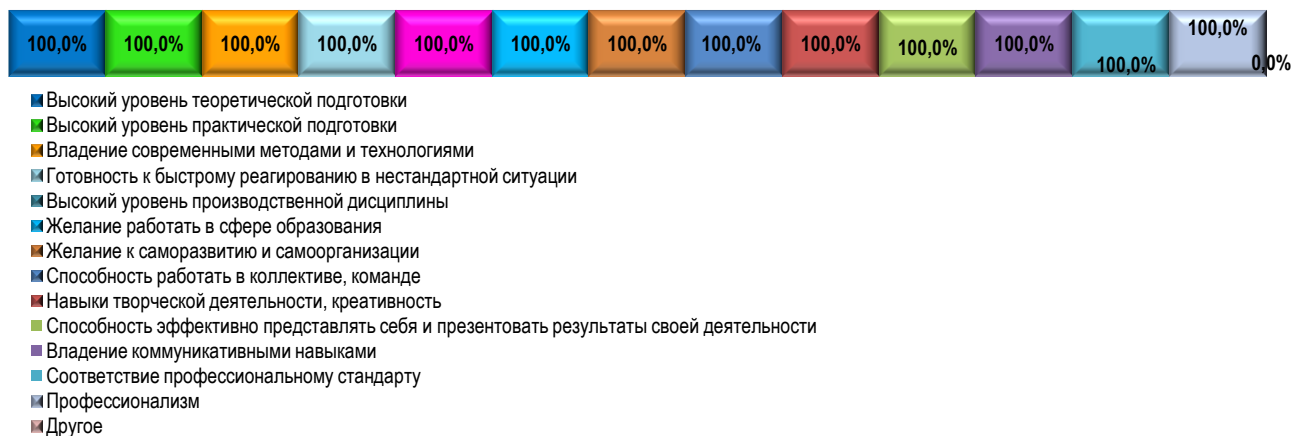 100,0% 100,0% 100,0% 100,0% 100,0% 100,0% 100,0% 100,0% 100,0% 100,0% 100,0% 100,0% 100,0% 0,0%
Высокий уровень теоретической подготовки
Высокий уровень практической подготовки
Владение современными методами и технологиями
Готовность к быстрому реагированию в нестандартной ситуации
Высокий уровень производственной дисциплины
Желание работать в сфере образования
Желание к саморазвитию и самоорганизации
Способность работать в коллективе, команде
Навыки творческой деятельности, креативность
Способность эффективно представлять себя и презентовать результаты своей деятельности
Владение коммуникативными навыками
Соответствие профессиональному стандарту
Профессионализм
Другое